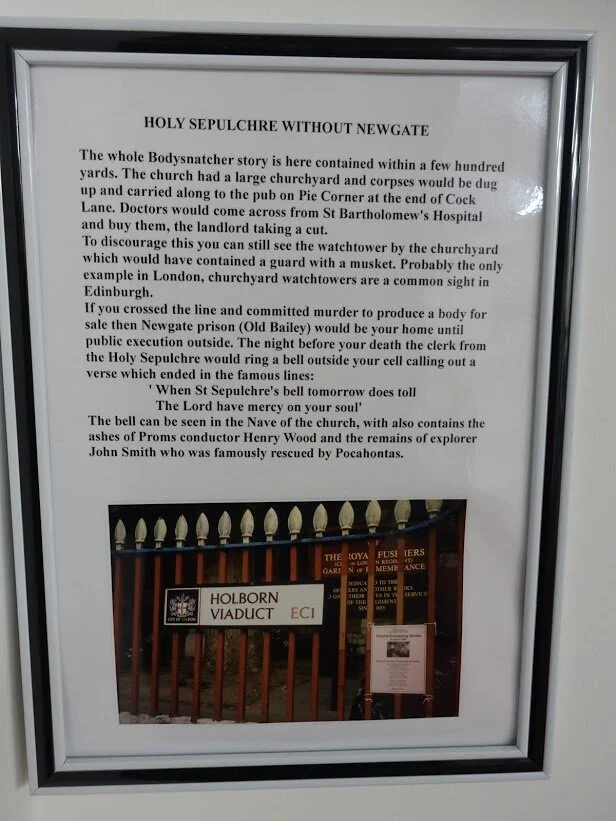 HOLY SEPULCHRE WITHOUT NEWGATE
The whole Bodysnatcher story is here contained within a few hundred
yards. The church had a large churchyard and corpses would be dug
up and carried along to the pub on Pie Corner at the end of Cock
Lane. Doctors would come across from St Bartholomew's Hospital
and buy them, the landlord taking a cut.
To discourage this you can still see the watchtower by the churchyard
which would have contained a guard with a musket. Probably the only
example in London, churchyard watchtowers are a common sight in
Edinburgh.
If you crossed the line and committed murder to produce a body for
sale then Newgate prison (Old Bailey) would be your home until
public execution outside. The night before your death the clerk from
the Holy Sepulchre would ring a bell outside your cell calling out a
verse which ended in the famous lines:
' When St Sepulchre's bell tomorrow does toll
The Lord have mercy on your soul'
The bell can be seen in the Nave of the church, with also contains the
ashes of Proms conductor Henry Wood and the remains of explorer
John Smith who was famously rescued by Pocahontas.
THE ROYAL FUSILIERS
GARDEN OF REMEMBRANCE
HOLBORN
VIADUCT EC1
CITY OF LONDON